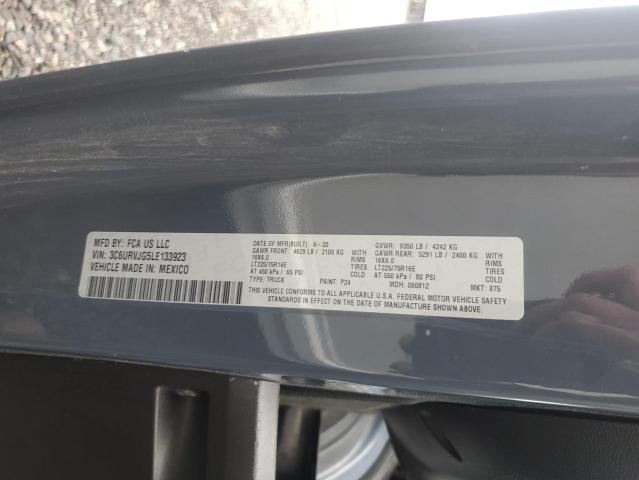 MFD BY: FCA US LLC
VIN: 3C6URVJG5LE133923
VEHICLE MADE IN: MEXICO
DATE OF MFR(BUILT): 6-20 GVWR: 9350 LB / 4242 KG
GAWR FRONT: 4629 LB / 2100 KG WITH GAWR REAR: 5291 LB / 2400 KG WITH
16X6.0 RIMS 16X6.0 RIMS
LT225/75R16E TIRES LT225/75R16E TIRES
AT 450 kPa / 65 PSI COLD AT 550 kPa / 80 PSI COLD
TYPE: TRUCK PAINT: P24 MDH: 060812 MKT: 875
THIS VEHICLE CONFORMS TO ALL APPLICABLE U.S.A. FEDERAL MOTOR VEHICLE SAFETY
STANDARDS IN EFFECT ON THE DATE OF MANUFACTURE SHOWN ABOVE.